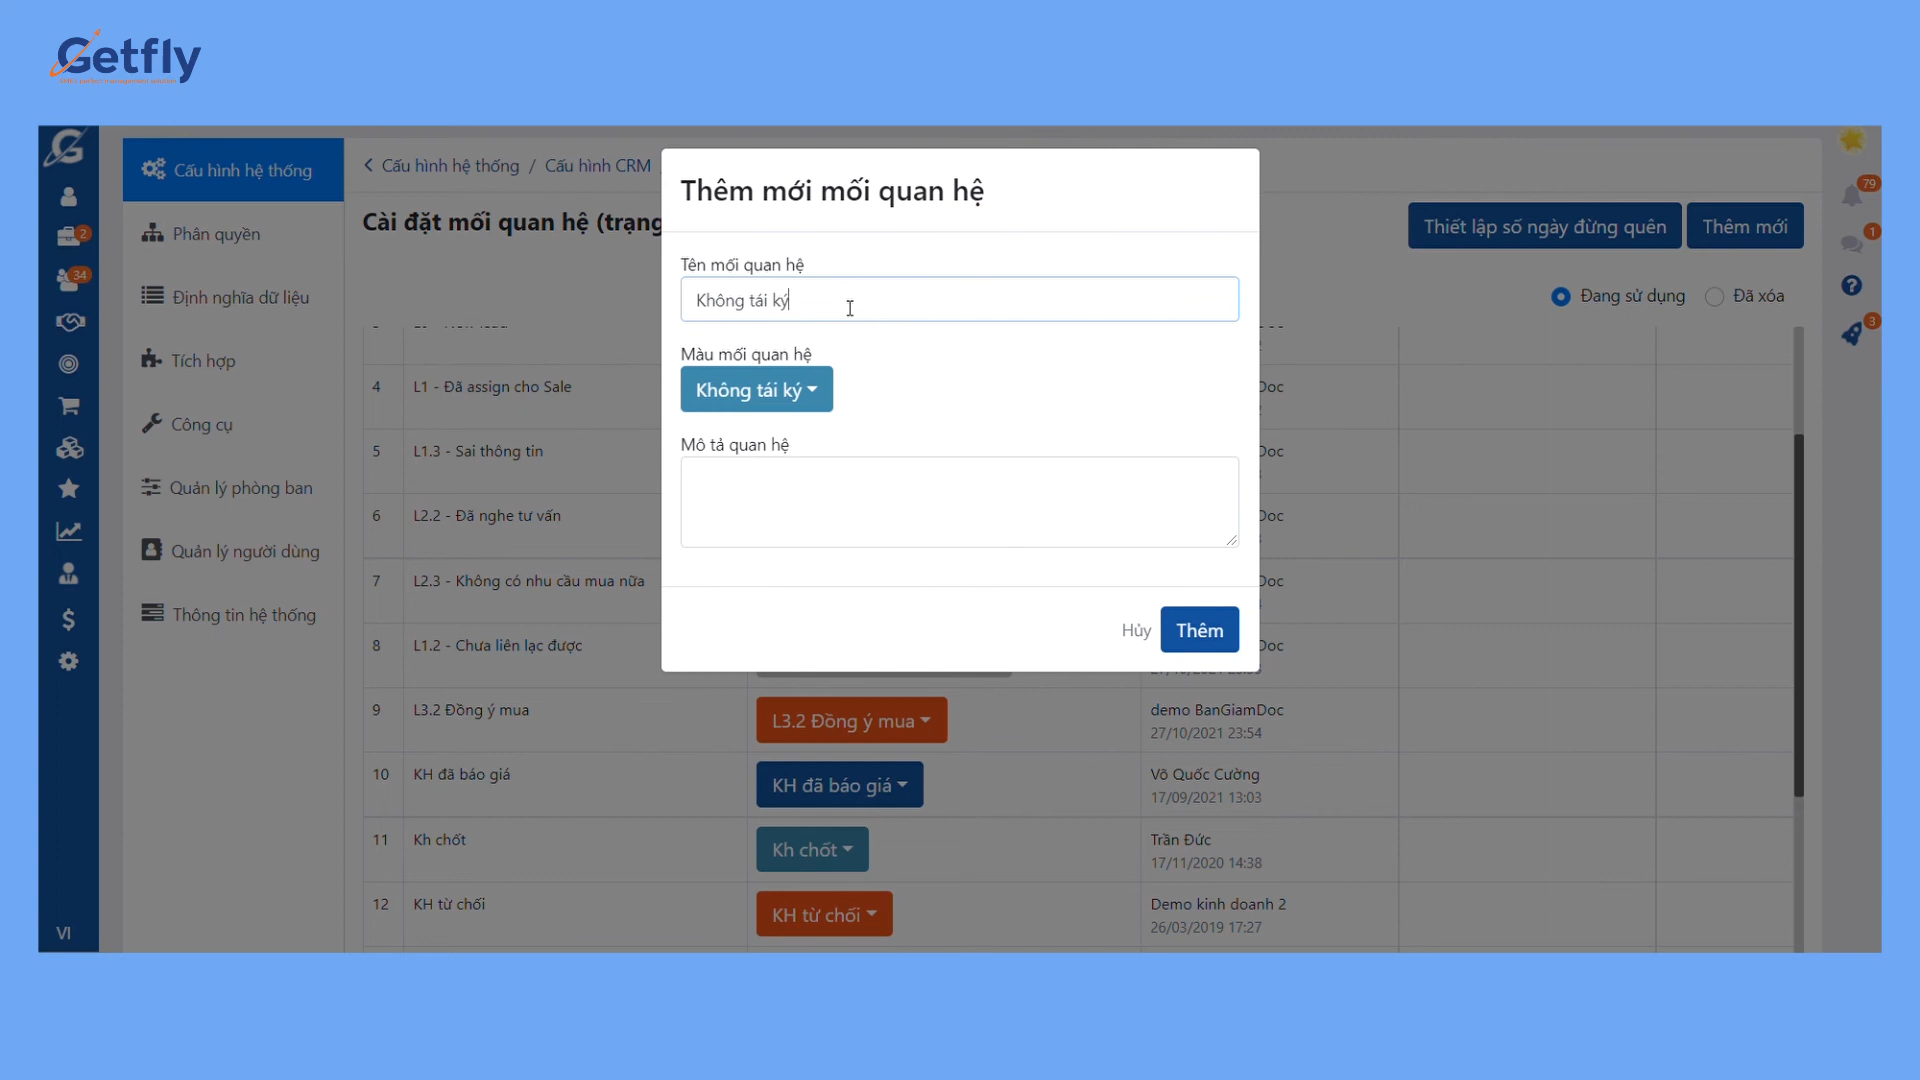 Getfly
2
34
VI
Cấu hình hệ thống
Phân quyền
Định nghĩa dữ liệu
Tích hợp
Công cụ
Quản lý phòng ban
Quản lý người dùng
Thông tin hệ thống
Cấu hình hệ thống / Cấu hình CRM
Cài đặt mối quan hệ (trạng
Thiết lập số ngày đừng quên
Thêm mới
Đang sử dụng
Đã xóa
79
1
3
Thêm mới mối quan hệ
Tên mối quan hệ
Không tái ký
Màu mối quan hệ
Không tái ký
Mô tả quan hệ
Hủy
Thêm
4 L1 - Đã assign cho Sale Doc
5 L1.3 - Sai thông tin Doc
6 L2.2 - Đã nghe tư vấn Doc
7 L2.3 - Không có nhu cầu mua nữa Doc
8 L1.2 - Chưa liên lạc được Doc
9 L3.2 Đồng ý mua L3.2 Đồng ý mua demo BanGiamDoc
27/10/2021 23:54
10 KH đã báo giá KH đã báo giá Võ Quốc Cường
17/09/2021 13:03
11 Kh chốt Kh chốt Trần Đức
17/11/2020 14:38
12 KH từ chối KH từ chối Demo kinh doanh 2
26/03/2019 17:27